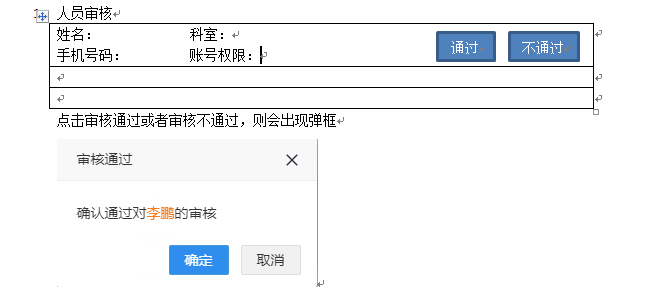 人员审核
姓名： 科室： 通过 不通过
手机号码： 账号权限：
点击审核通过或者审核不通过，则会出现弹框
审核通过
确认通过对李鹏的审核
确定 取消